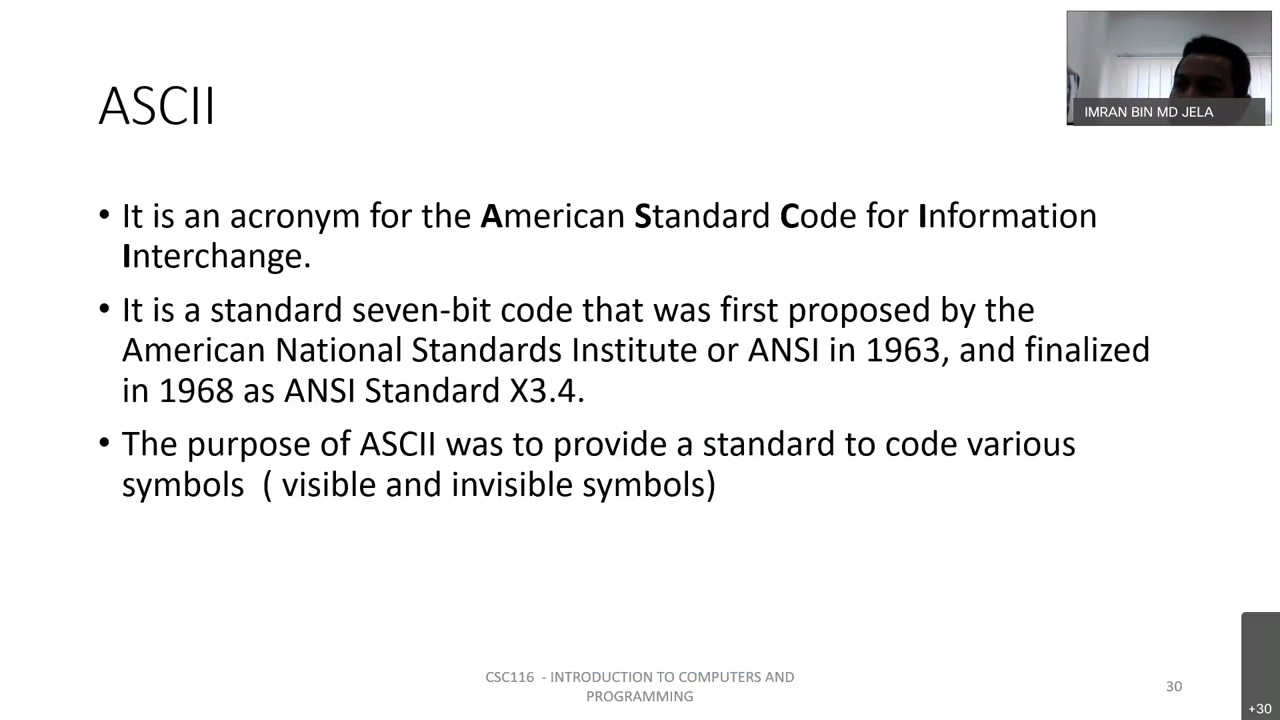 IMRAN BIN MD JELA
ASCII
• It is an acronym for the American Standard Code for Information
Interchange.
• It is a standard seven-bit code that was first proposed by the
American National Standards Institute or ANSI in 1963, and finalized
in 1968 as ANSI Standard X3.4.
• The purpose of ASCII was to provide a standard to code various
symbols  ( visible and invisible symbols)
CSC116  - INTRODUCTION TO COMPUTERS AND
PROGRAMMING
30
+30